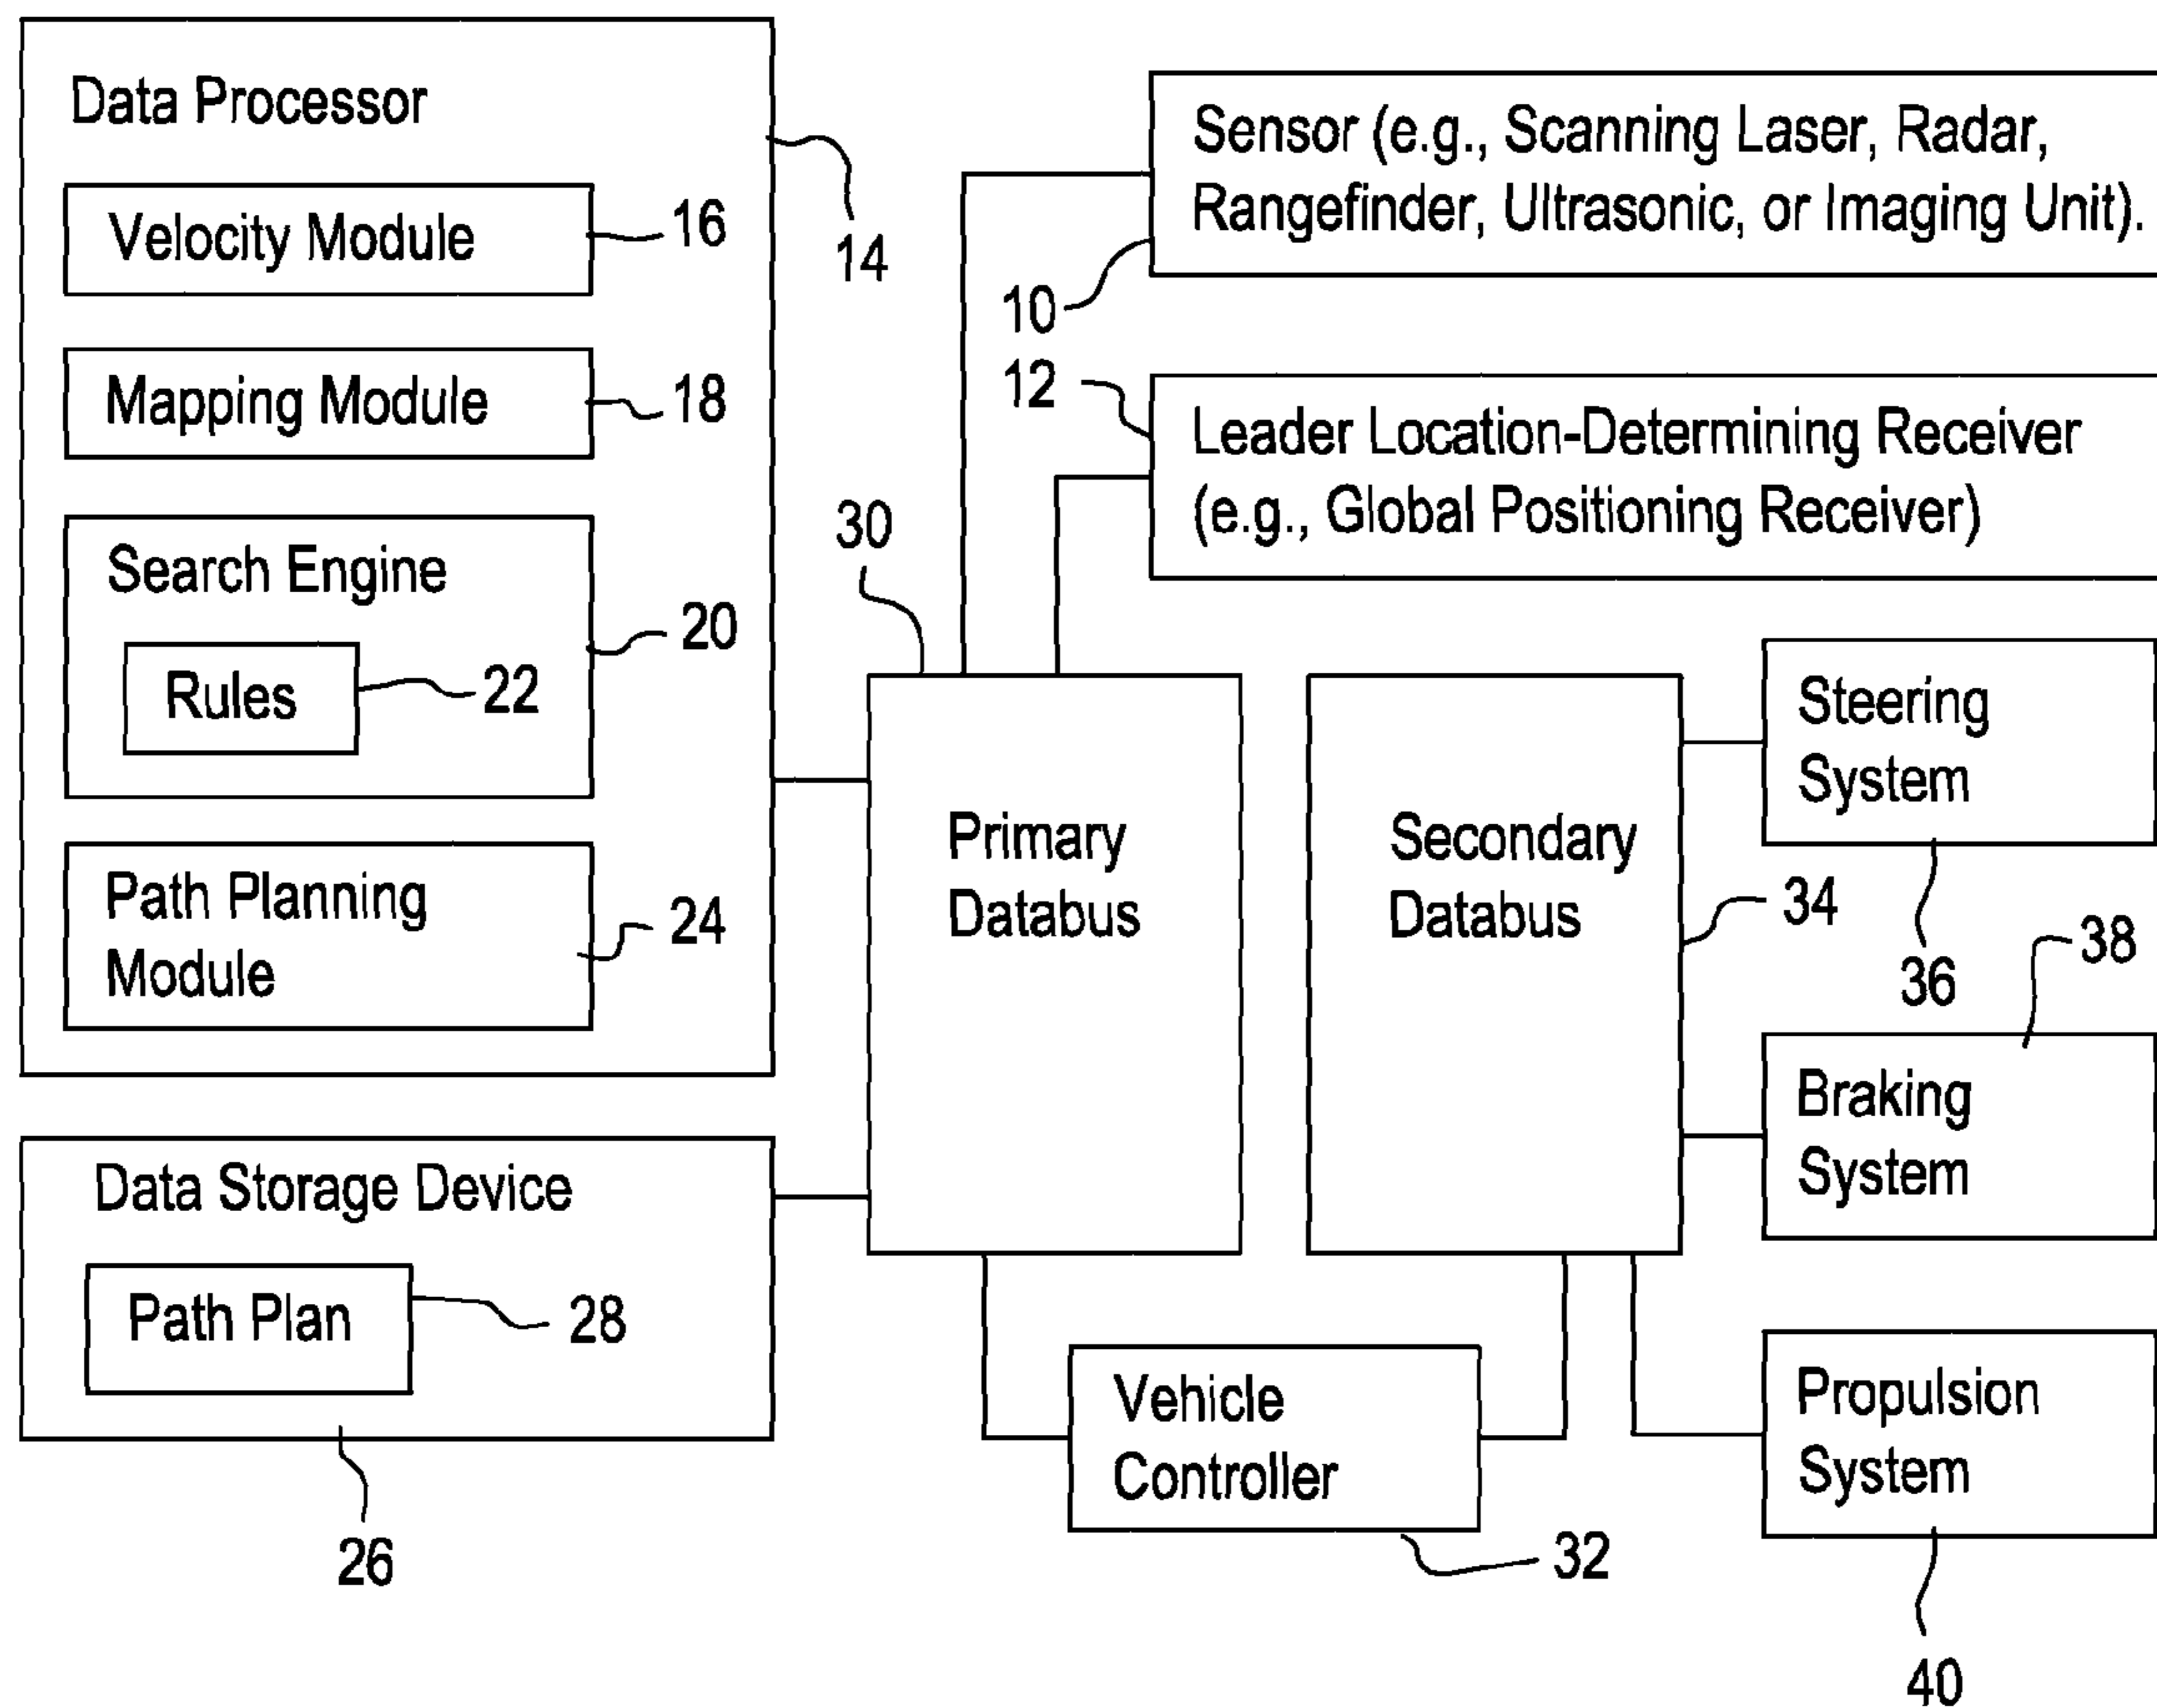 Data Processor
14
Velocity Module
16
Mapping Module
18
Search Engine
20
Rules
22
Path Planning
Module
24
Data Storage Device
Path Plan
28
26
Sensor (e.g., Scanning Laser, Radar,
Rangefinder, Ultrasonic, or Imaging Unit).
10
12
Leader Location-Determining Receiver
(e.g., Global Positioning Receiver)
30
Primary
Databus
Secondary
Databus
34
Steering
System
36
38
Braking
System
Vehicle
Controller
32
Propulsion
System
40